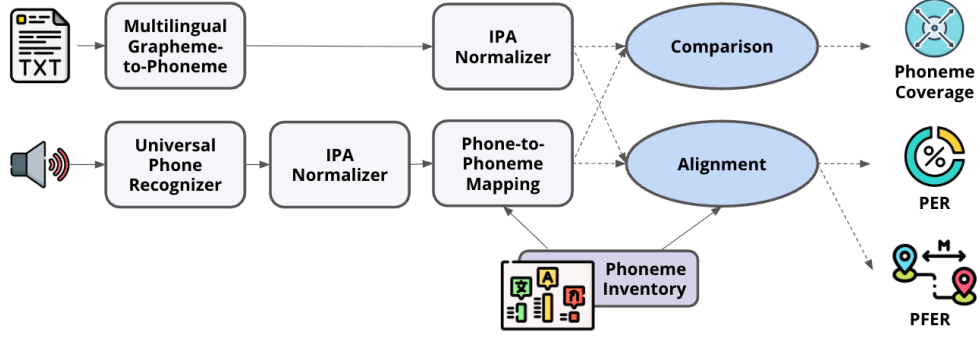 TXT
Multilingual
Grapheme-
to-Phoneme
IPA
Normalizer
Comparison
Phoneme
Coverage
Universal
Phone
Recognizer
IPA
Normalizer
Phone-to-
Phoneme
Mapping
Alignment
%
PER
文
A
Phoneme
Inventory
M
PFER